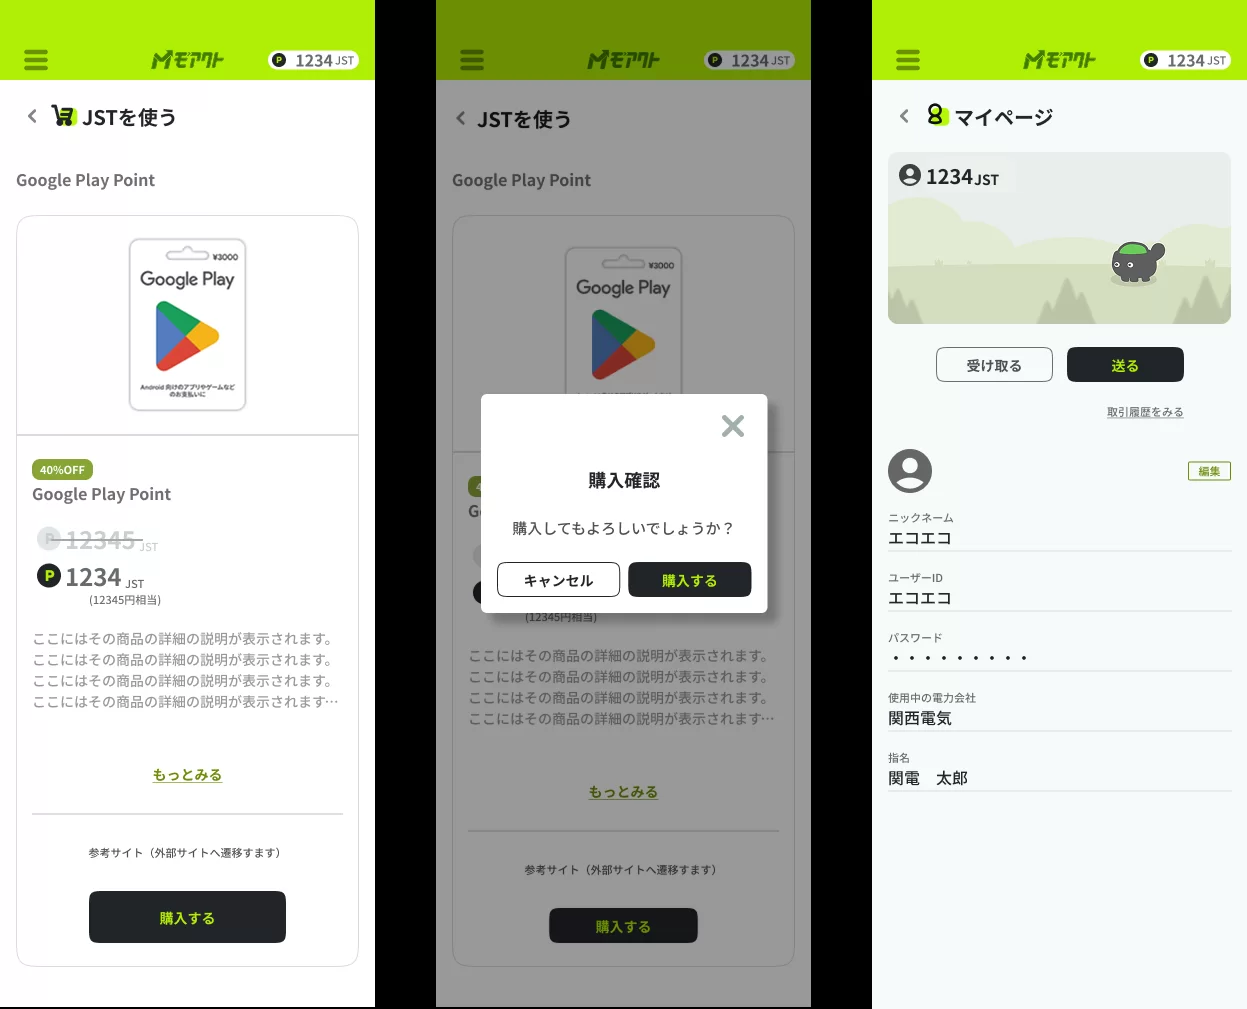 モアクト
P 1234 JST
JSTを使う
Google Play Point
¥3000
Google Play
Android 向けのアプリやゲームなど
のお支払いに
40%OFF
Google Play Point
P 12345 JST
P 1234 JST
(12345円相当)
ここにはその商品の詳細の説明が表示されます。
ここにはその商品の詳細の説明が表示されます。
ここにはその商品の詳細の説明が表示されます。
ここにはその商品の詳細の説明が表示されます…
もっとみる
参考サイト（外部サイトへ遷移すます）
購入する
モアクト
P 1234 JST
JSTを使う
Google Play Point
¥3000
Google Play
購入確認
購入してもよろしいでしょうか？
キャンセル
購入する
(12345円相当)
ここにはその商品の詳細の説明が表示されます。
ここにはその商品の詳細の説明が表示されます。
ここにはその商品の詳細の説明が表示されます。
ここにはその商品の詳細の説明が表示されます…
もっとみる
参考サイト（外部サイトへ遷移すます）
購入する
モアクト
P 1234 JST
マイページ
1234JST
受け取る
送る
取引履歴をみる
編集
ニックネーム
エコエコ
ユーザーID
エコエコ
パスワード
・・・・・・・・・
使用中の電力会社
関西電気
指名
関電　太郎